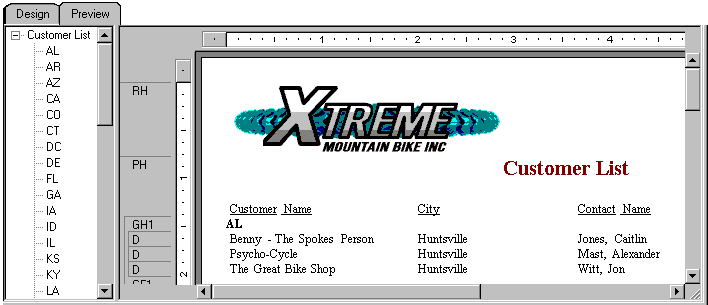 Design Preview
Customer List
AL
AR
AZ
CA
CO
CT
DC
DE
FL
GA
IA
ID
IL
KS
KY
LA
1 2 3 4
RH
PH
GH1
D
D
D
GF1
1
2
XTREME
MOUNTAIN BIKE INC
Customer List
Customer Name City Contact Name
AL
Benny - The Spokes Person Huntsville Jones, Caitlin
Psycho-Cycle Huntsville Mast, Alexander
The Great Bike Shop Huntsville Witt, Jon